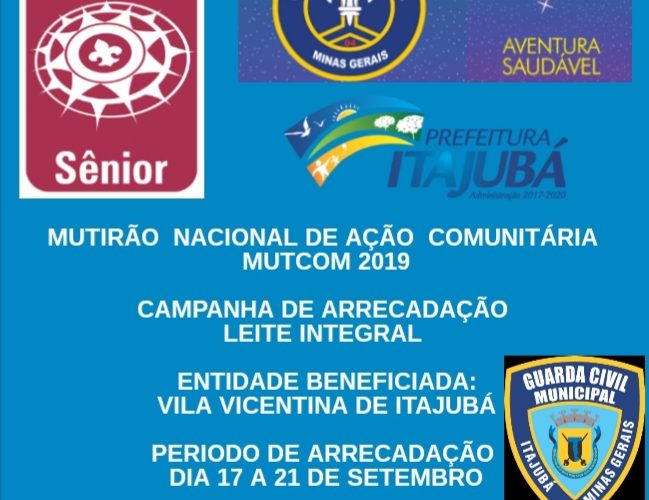 04
MINAS GERAIS
AVENTURA
SAUDÁVEL
Sênior
PREFEITURA
ITAJUBÁ
Administração 2017-2020
MUTIRÃO NACIONAL DE AÇÃO COMUNITÁRIA
MUTCOM 2019
CAMPANHA DE ARRECADAÇÃO
LEITE INTEGRAL
ENTIDADE BENEFICIADA:
VILA VICENTINA DE ITAJUBÁ
PERIODO DE ARRECADAÇÃO
DIA 17 A 21 DE SETEMBRO
GUARDA CIVIL
MUNICIPAL
ITAJUBÁ
MINAS GERAIS